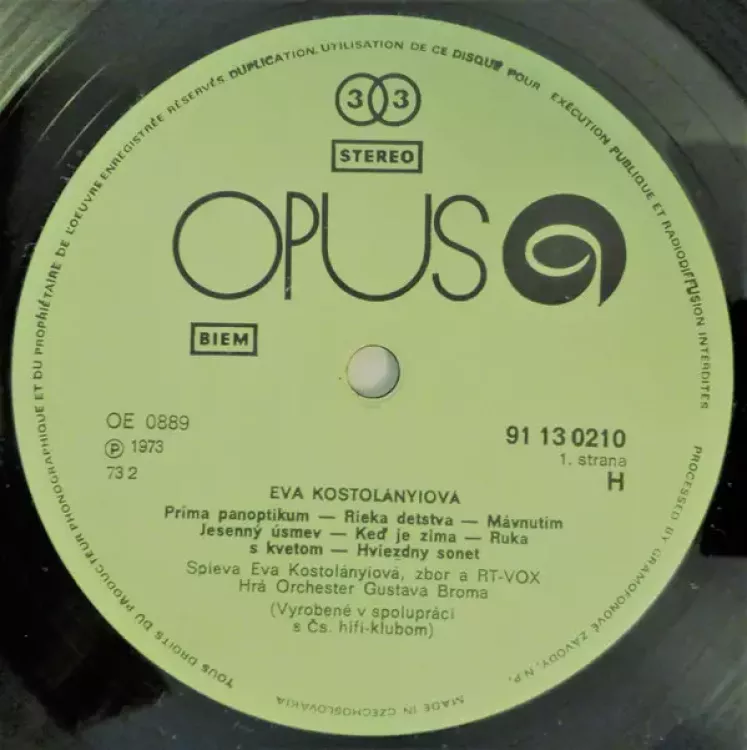 TOUS DROITS DU PRODUCTEUR PHONOGRAPHIQUE ET DU PROPHIÉTAIRE DE L'OEUVRE ENREGISTRÉE RÉSERVÉS. DUPLICATION, UTILISATION DE CE DISQUE POUR EXÉCUTION PUBLIQUE ET RADIODIFFUSION INTERDITES
33
STEREO
OPUS
BIEM
OE 0889
Ⓟ 1973
73 2
91 13 0210
1. strana
H
EVA KOSTOLÁNYIOVÁ
Prima panoptikum — Rieka detstva — Mávnutím
Jesenný úsmev — Keď je zima — Ruka
s kvetom — Hviezdny sonet
Spieva Eva Kostolányiová, zbor a RT-VOX
Hrá Orchester Gustava Broma
(Vyrobené v spolupráci
s Čs. hifi-klubom)
PROCESSED BY GRAMOFONOVÉ ZÁVODY, N.P.
MADE IN CZECHOSLOVAKIA